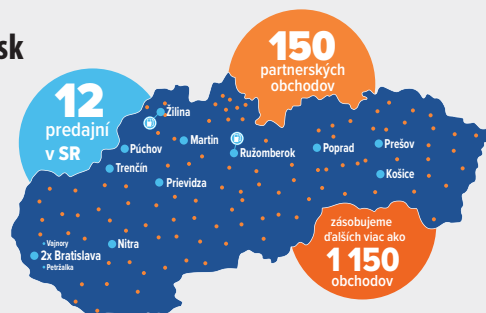 sk
150
partnerských
obchodov
12
predajní
v SR
Žilina
Púchov
Martin
Ružomberok
Poprad
Prešov
Trenčín
Prievidza
Košice
Vajnory
2x Bratislava
Petržalka
Nitra
zásobujeme
ďalších viac ako
1 150
obchodov